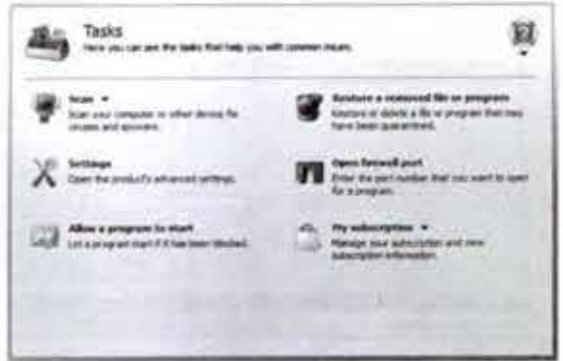 Tasks
Here you can see the tasks that help you with common issues.
Scan
Scan your computer or other device for
viruses and spyware.
Settings
Open the product's advanced settings.
Allow a program to start
Let a program start if it has been blocked.
Restore a removed file or program
Restore or delete a file or program that may
have been quarantined.
Open firewall port
Enter the port number that you want to open
for a program.
My subscription
Manage your subscription and view
subscription information.